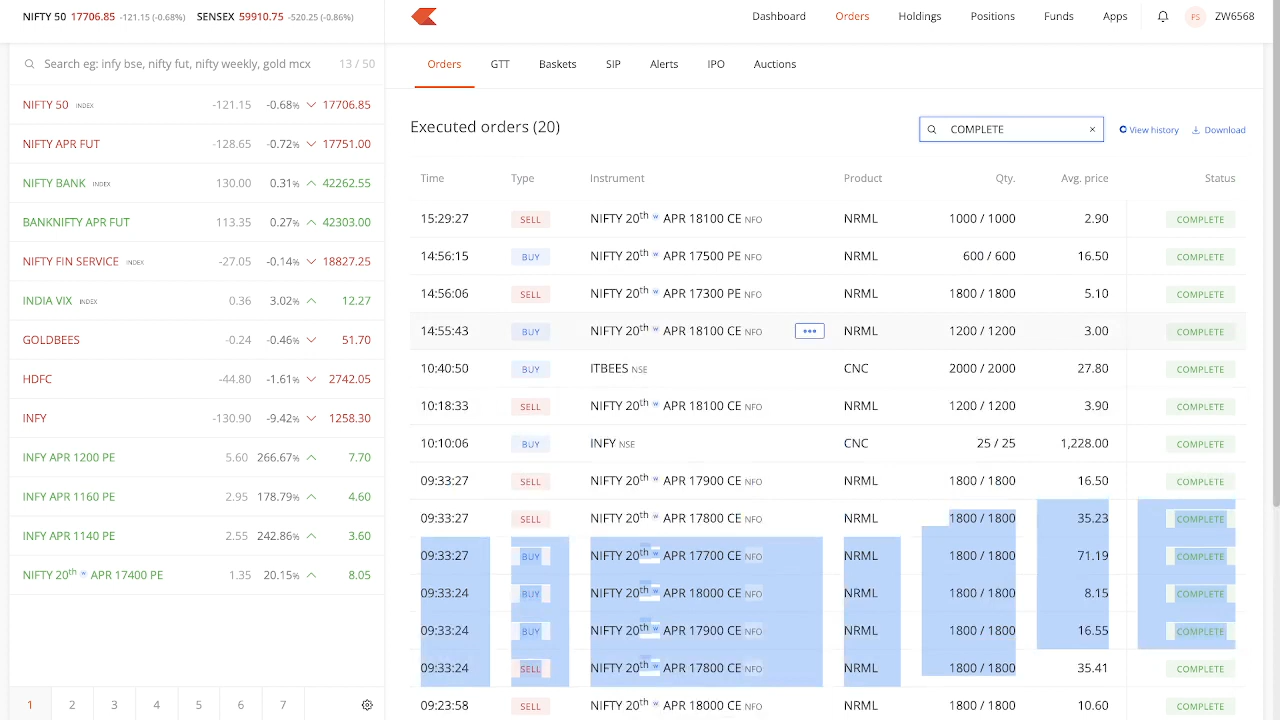 NIFTY 50 17706.85 -121.15 (-0.68%) SENSEX 59910.75 -520.25 (-0.86%)
Dashboard Orders Holdings Positions Funds Apps PS ZW6568
Search eg: infy bse, nifty fut, nifty weekly, gold mcx 13 / 50
NIFTY 50 INDEX -121.15 -0.68% 17706.85
NIFTY APR FUT -128.65 -0.72% 17751.00
NIFTY BANK INDEX 130.00 0.31% 42262.55
BANKNIFTY APR FUT 113.35 0.27% 42303.00
NIFTY FIN SERVICE INDEX -27.05 -0.14% 18827.25
INDIA VIX INDEX 0.36 3.02% 12.27
GOLDBEES -0.24 -0.46% 51.70
HDFC -44.80 -1.61% 2742.05
INFY -130.90 -9.42% 1258.30
INFY APR 1200 PE 5.60 266.67% 7.70
INFY APR 1160 PE 2.95 178.79% 4.60
INFY APR 1140 PE 2.55 242.86% 3.60
NIFTY 20th w APR 17400 PE 1.35 20.15% 8.05
1 2 3 4 5 6 7
Orders GTT Baskets SIP Alerts IPO Auctions
Executed orders (20) COMPLETE × View history Download
Time Type Instrument Product Qty. Avg. price Status
15:29:27 SELL NIFTY 20th w APR 18100 CE NFO NRML 1000 / 1000 2.90 COMPLETE
14:56:15 BUY NIFTY 20th w APR 17500 PE NFO NRML 600 / 600 16.50 COMPLETE
14:56:06 SELL NIFTY 20th w APR 17300 PE NFO NRML 1800 / 1800 5.10 COMPLETE
14:55:43 BUY NIFTY 20th w APR 18100 CE NFO NRML 1200 / 1200 3.00 COMPLETE
10:40:50 BUY ITBEES NSE CNC 2000 / 2000 27.80 COMPLETE
10:18:33 SELL NIFTY 20th w APR 18100 CE NFO NRML 1200 / 1200 3.90 COMPLETE
10:10:06 BUY INFY NSE CNC 25 / 25 1,228.00 COMPLETE
09:33:27 SELL NIFTY 20th w APR 17900 CE NFO NRML 1800 / 1800 16.50 COMPLETE
09:33:27 SELL NIFTY 20th w APR 17800 CE NFO NRML 1800 / 1800 35.23 COMPLETE
09:33:27 BUY NIFTY 20th w APR 17700 CE NFO NRML 1800 / 1800 71.19 COMPLETE
09:33:24 BUY NIFTY 20th w APR 18000 CE NFO NRML 1800 / 1800 8.15 COMPLETE
09:33:24 BUY NIFTY 20th w APR 17900 CE NFO NRML 1800 / 1800 16.55 COMPLETE
09:33:24 SELL NIFTY 20th w APR 17800 CE NFO NRML 1800 / 1800 35.41 COMPLETE
09:23:58 SELL NIFTY 20th w APR 18000 CE NFO NRML 1800 / 1800 10.60 COMPLETE